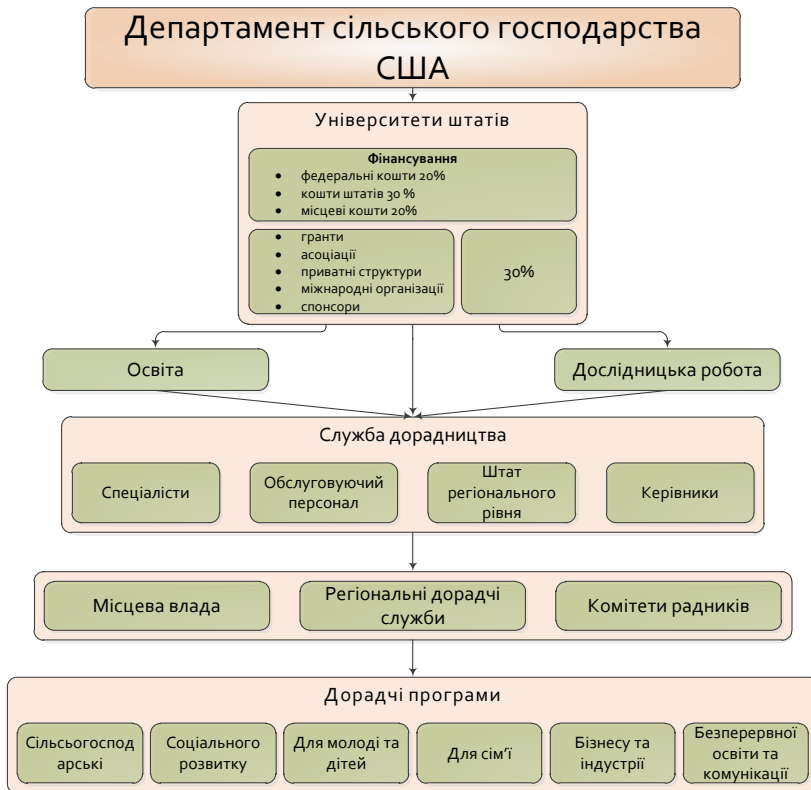 Департамент сільського господарства
США
Університети штатів
Фінансування
• федеральні кошти 20%
• кошти штатів 30 %
• місцеві кошти 20%
• гранти
• асоціації
• приватні структури
• міжнародні організації
• спонсори
30%
Освіта
Дослідницька робота
Служба дорадництва
Спеціалісти
Обслуговуючий
персонал
Штат
регіонального
рівня
Керівники
Місцева влада
Регіональні дорадчі
служби
Комітети радників
Дорадчі програми
Сільсьогоспод
арські
Соціального
розвитку
Для молоді та
дітей
Для сім’ї
Бізнесу та
індустрії
Безперервної
освіти та
комунікації